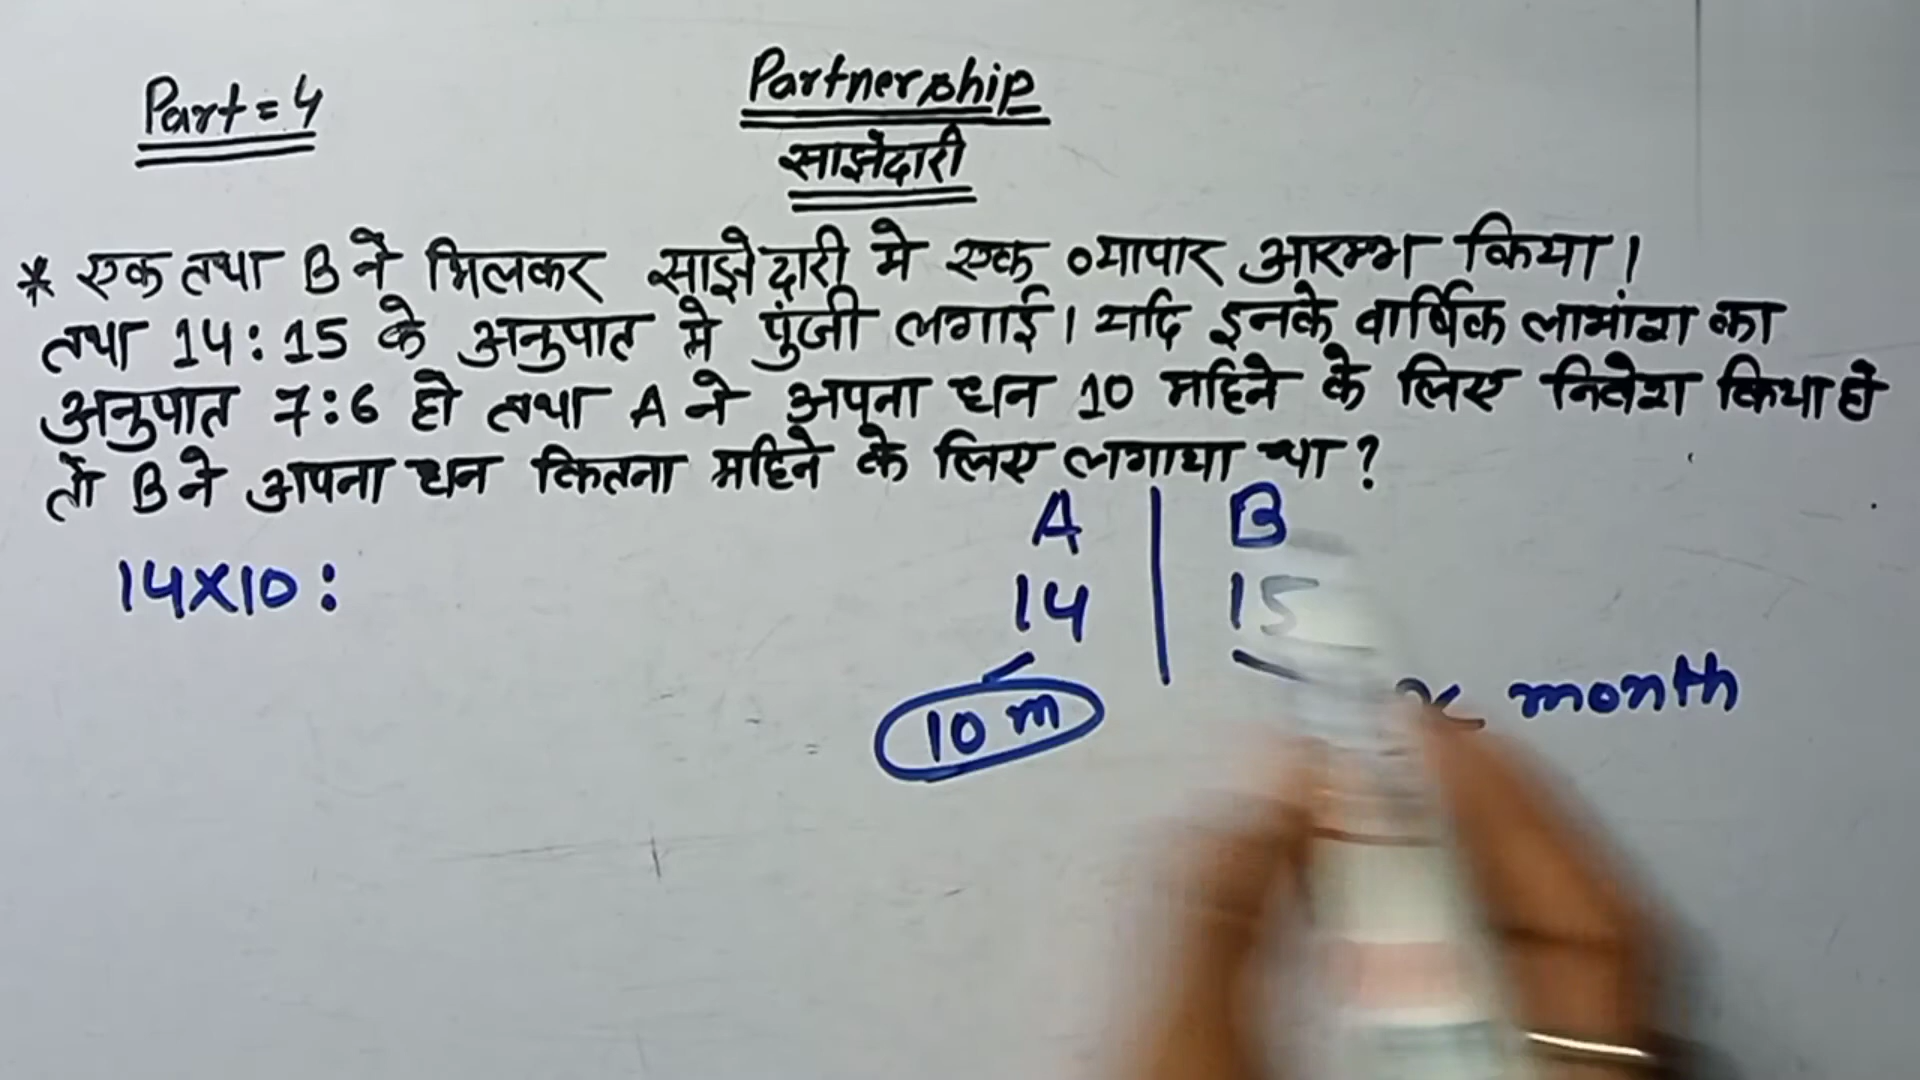 Part = 4
Partnership
साझेदारी
* एक तथा B ने मिलकर साझेदारी मे एक व्यापार आरम्भ किया।
तथा 14:15 के अनुपात मे पुंजी लगाई। यदि इनके वार्षिक लाभांश का
अनुपात 7:6 हो तथा A ने अपना धन 10 महिने के लिए निवेश किया हो
तो B ने अपना धन कितना महिने के लिए लगाया था?
A | B
14×10 : 14 | 15
10 m x month